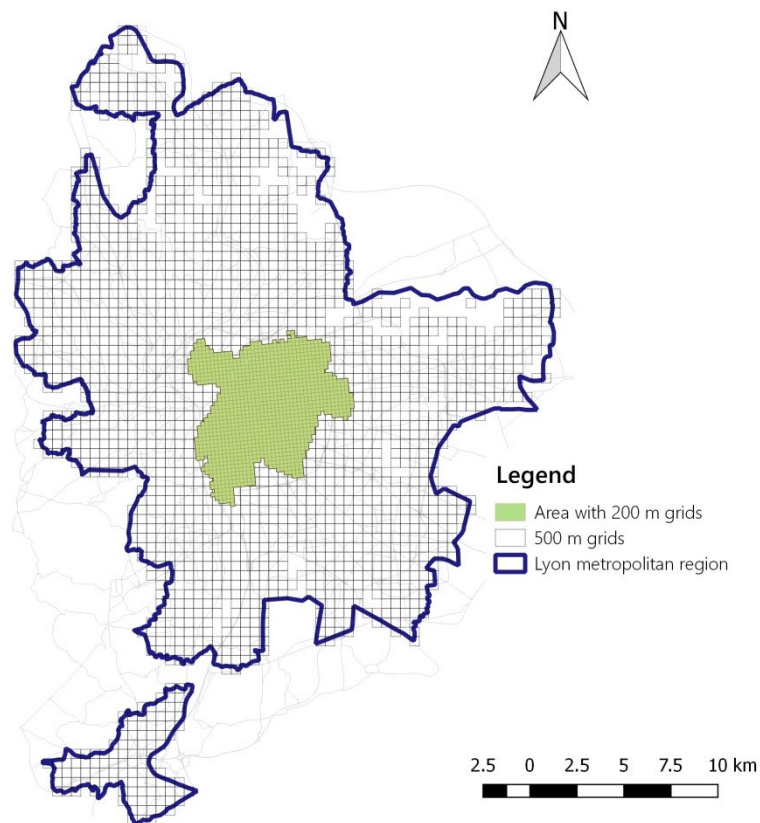 N
Legend
Area with 200 m grids
500 m grids
Lyon metropolitan region
2.5 0 2.5 5 7.5 10 km